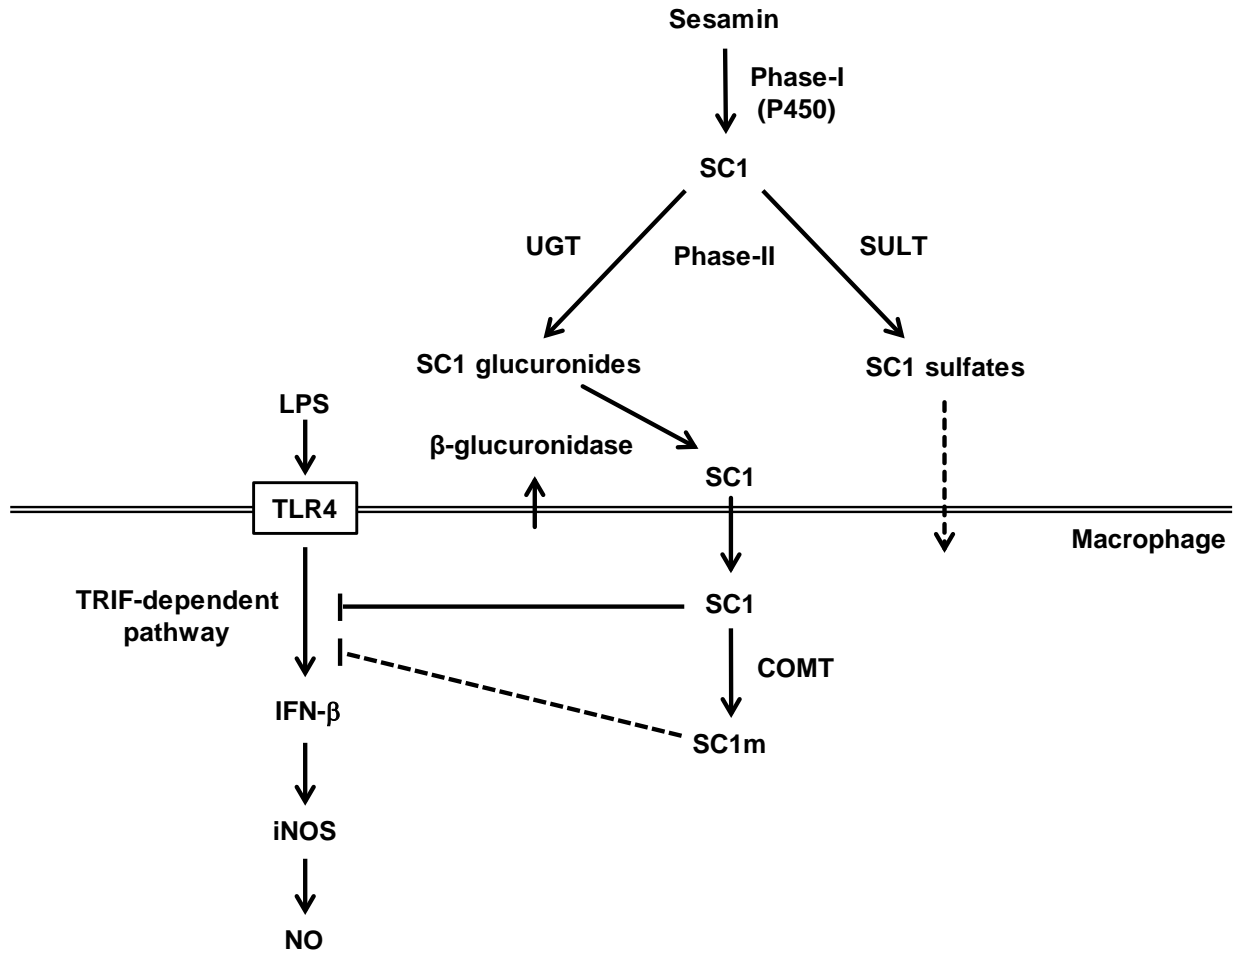 Sesamin
Phase-I
(P450)
SC1
UGT
Phase-II
SULT
SC1 glucuronides
SC1 sulfates
LPS
β-glucuronidase
SC1
TLR4
Macrophage
TRIF-dependent
pathway
SC1
COMT
IFN-β
SC1m
iNOS
NO